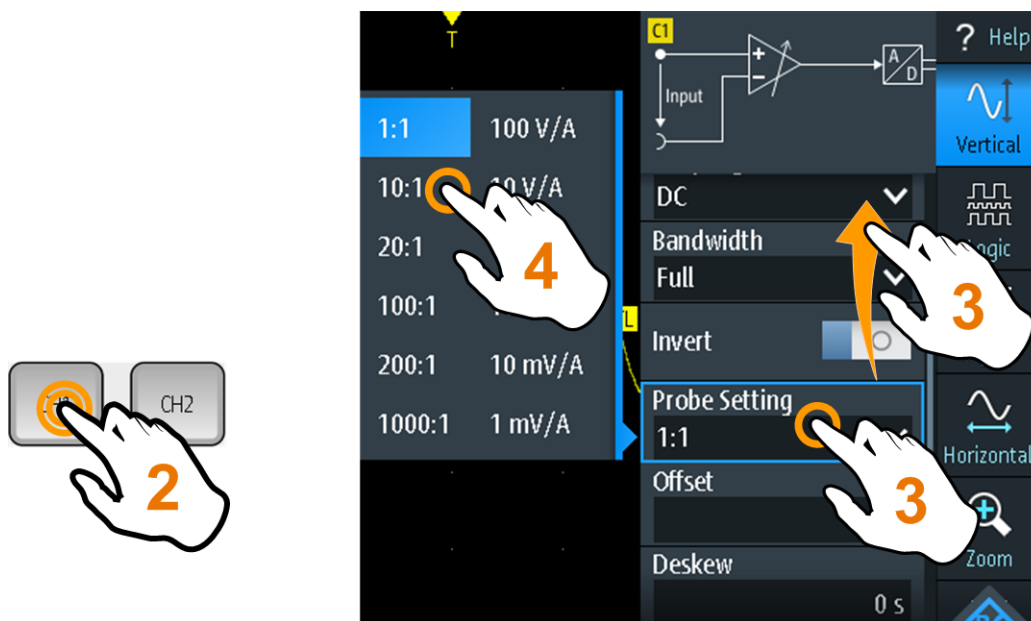 T
C1
Input
A
D
? Help
Vertical
1:1 100 V/A
10:1 10 V/A
20:1
100:1
200:1 10 mV/A
1000:1 1 mV/A
4
DC
Bandwidth
Full
Invert
Probe Setting
1:1
Offset
Deskew
0 s
3
3
Horizontal
Zoom
CH2
2